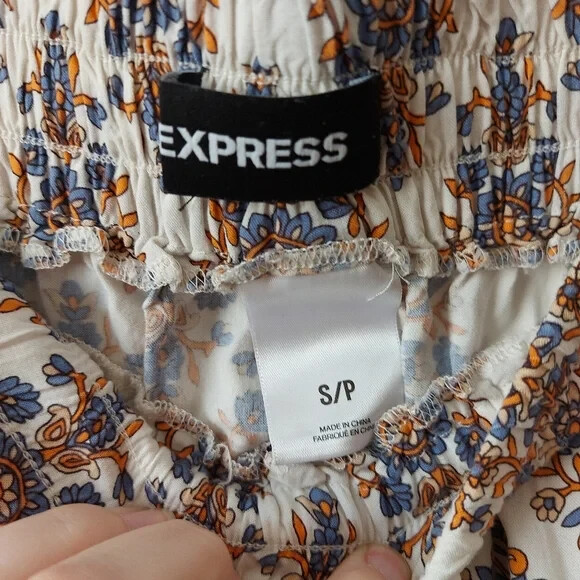 EXPRESS
S/P
MADE IN CHINA
FABRIQUÉ EN CHINE